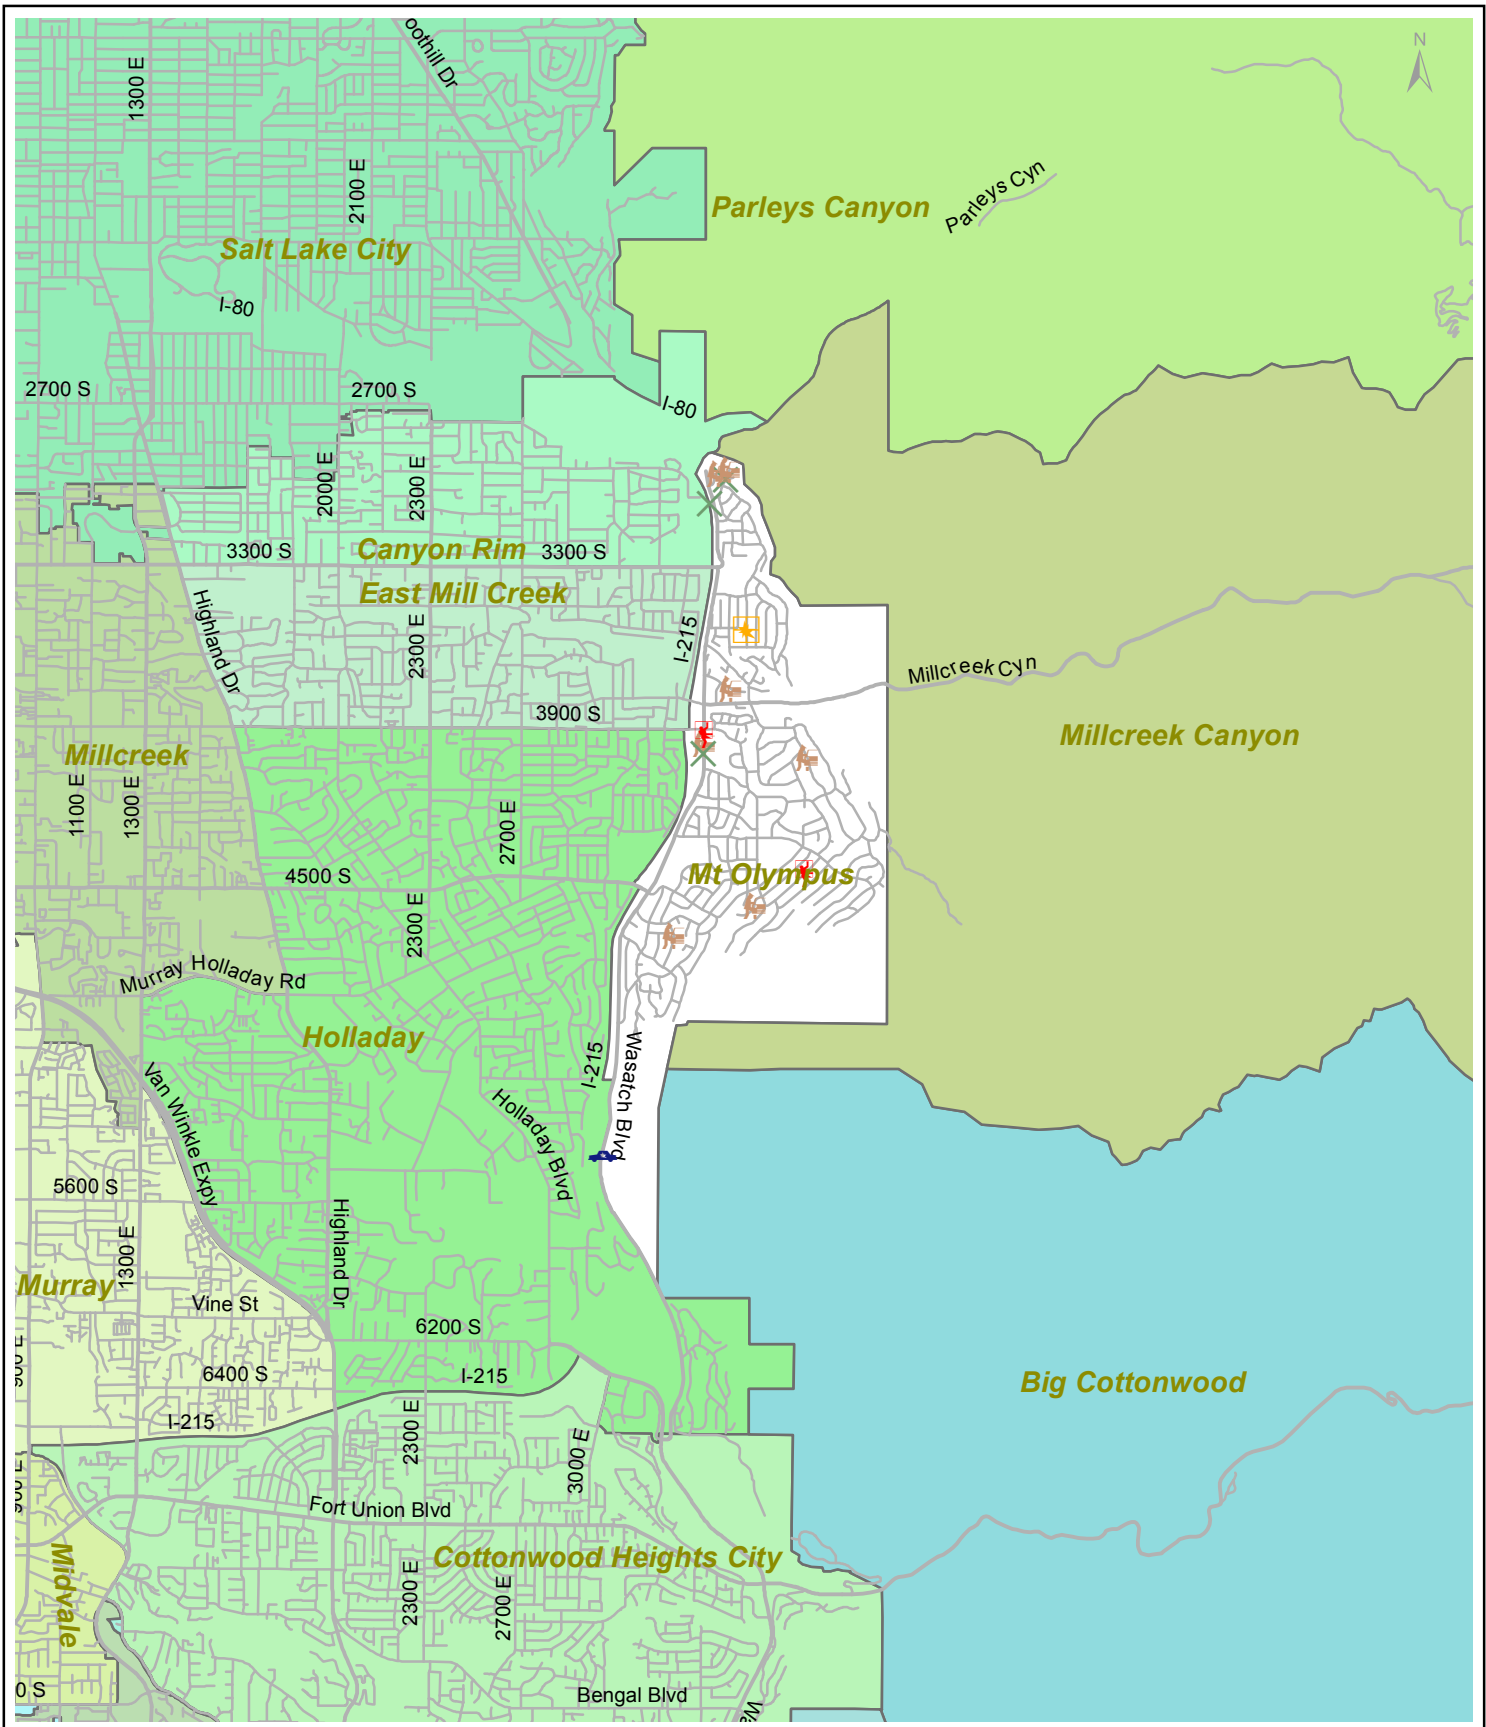 N
oothill Dr
1300 E
2100 E
Parleys Cyn
Parleys Canyon
Salt Lake City
I-80
2700 S
2700 S
I-80
2000 E
2300 E
3300 S
Canyon Rim
3300 S
East Mill Creek
Highland Dr
2300 E
I-215
Millcreek Cyn
3900 S
Millcreek
Millcreek Canyon
1100 E
1300 E
2700 E
4500 S
Mt Olympus
2300 E
Murray Holladay Rd
Holladay
I-215
Wasatch Blvd
Van Winkle Expy
Holladay Blvd
5600 S
1300 E
Highland Dr
Murray
Vine St
6200 S
6400 S
I-215
Big Cottonwood
I-215
2300 E
3000 E
Fort Union Blvd
Cottonwood Heights City
Midvale
2300 E
2700 E
0 S
Bengal Blvd